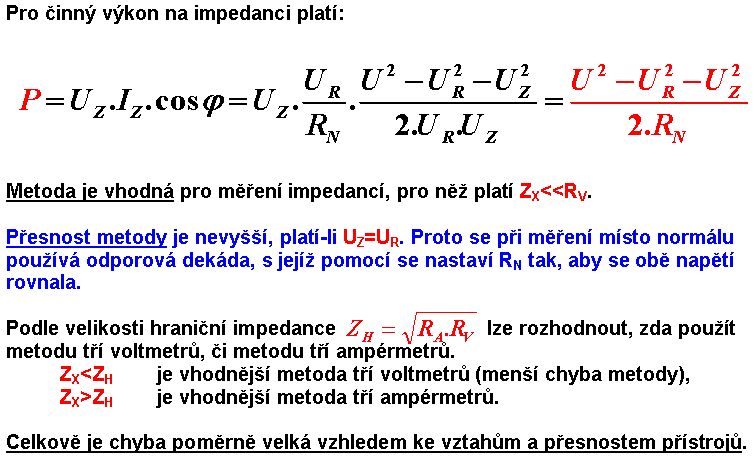 Pro činný výkon na impedanci platí:
P = U_Z.I_Z.cosφ = U_Z.\frac{U_R}{R_N}.\frac{U^2 - U_R^2 - U_Z^2}{2.U_R.U_Z} = \frac{U^2 - U_R^2 - U_Z^2}{2.R_N}
Metoda je vhodná pro měření impedancí, pro něž platí Z_X<<R_V.
Přesnost metody je nevyšší, platí-li U_Z=U_R. Proto se při měření místo normálu
používá odporová dekáda, s jejíž pomocí se nastaví R_N tak, aby se obě napětí
rovnala.
Podle velikosti hraniční impedance Z_H = \sqrt{R_A.R_V} lze rozhodnout, zda použít
metodu tří voltmetrů, či metodu tří ampérmetrů.
Z_X<Z_H je vhodnější metoda tří voltmetrů (menší chyba metody),
Z_X>Z_H je vhodnější metoda tří ampérmetrů.
Celkově je chyba poměrně velká vzhledem ke vztahům a přesnostem přístrojů.